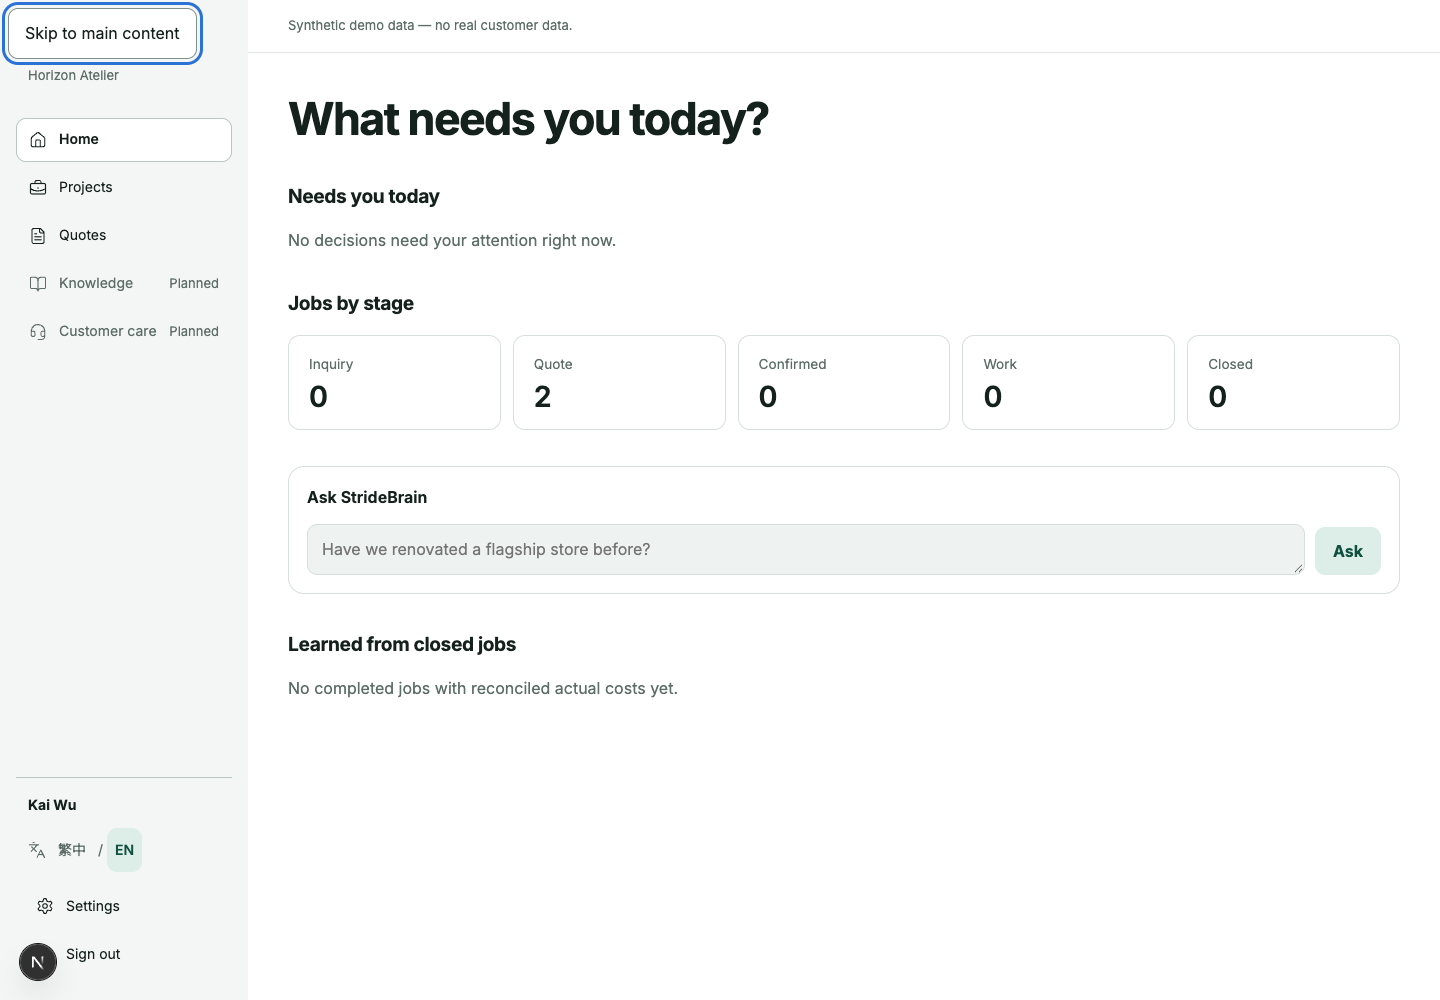 Skip to main content
Horizon Atelier
Home
Projects
Quotes
Knowledge Planned
Customer care Planned
Kai Wu
繁中 / EN
Settings
Sign out
N
Synthetic demo data — no real customer data.
What needs you today?
Needs you today
No decisions need your attention right now.
Jobs by stage
Inquiry
0
Quote
2
Confirmed
0
Work
0
Closed
0
Ask StrideBrain
Have we renovated a flagship store before?
Ask
Learned from closed jobs
No completed jobs with reconciled actual costs yet.